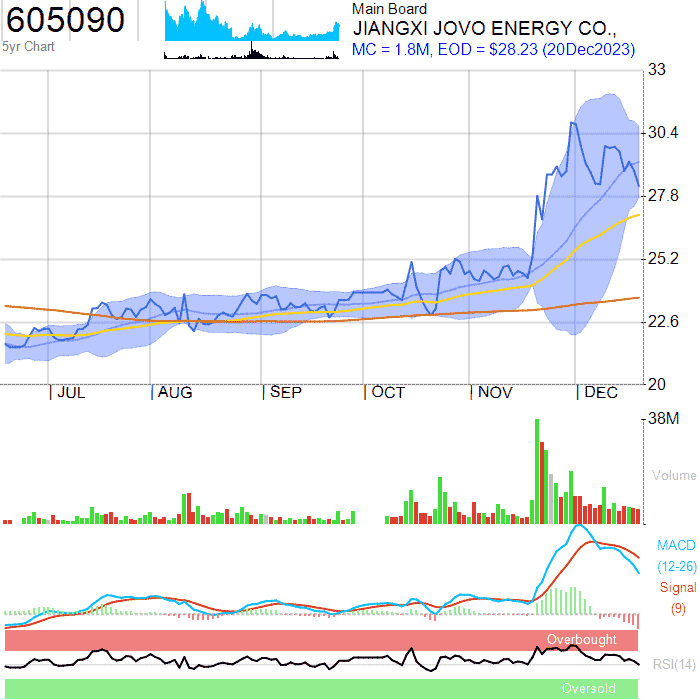 605090
5yr Chart
Main Board
JIANGXI JOVO ENERGY CO.,
MC = 1.8M, EOD = $28.23 (20Dec2023)
33
30.4
27.8
25.2
22.6
20
JUL
AUG
SEP
OCT
NOV
DEC
38M
Volume
MACD
(12-26)
Signal
(9)
Overbought
RSI(14)
Oversold